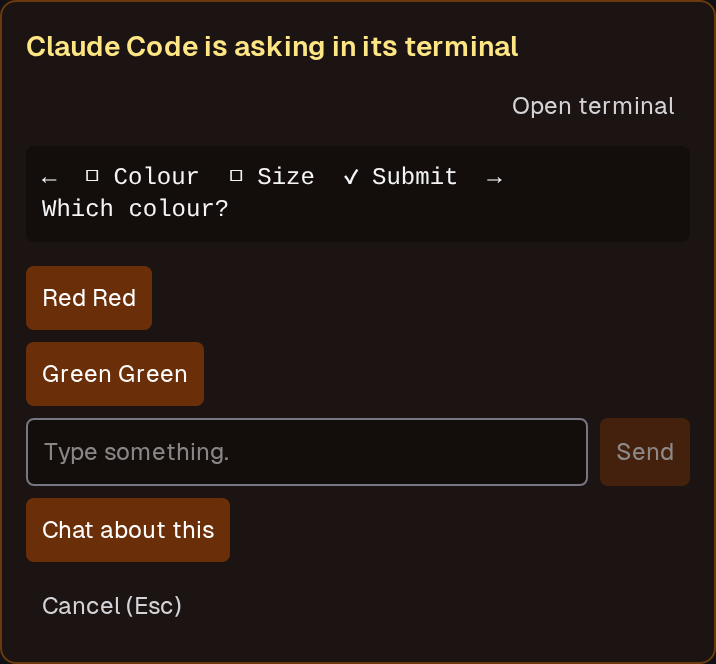 Claude Code is asking in its terminal
Open terminal
← □ Colour □ Size ✓ Submit →
Which colour?
Red Red
Green Green
Type something.
Send
Chat about this
Cancel (Esc)